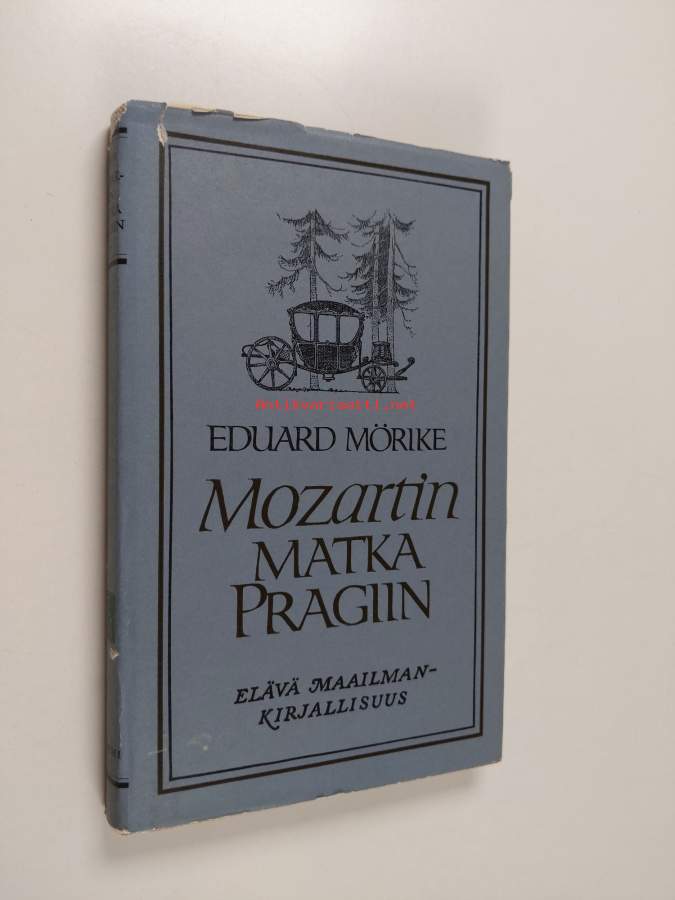 Antikvariaatti.net
EDUARD MÖRIKE
Mozartin
MATKA
PRAGIIN
ELÄVÄ MAAILMAN-
KIRJALLISUUS